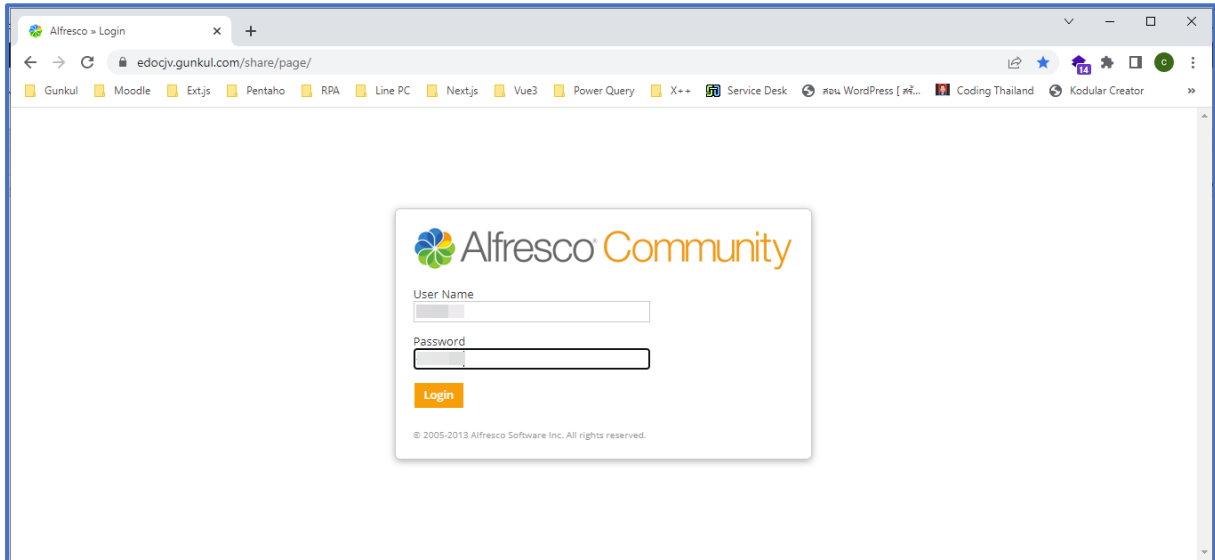 Alfresco » Login
edocjv.gunkul.com/share/page/
14
c
Gunkul Moodle Ext.js Pentaho RPA Line PC Next.js Vue3 Power Query X++ Service Desk สอน WordPress [ สร้... Coding Thailand Kodular Creator »
Alfresco Community
User Name
Password
Login
© 2005-2013 Alfresco Software Inc. All rights reserved.